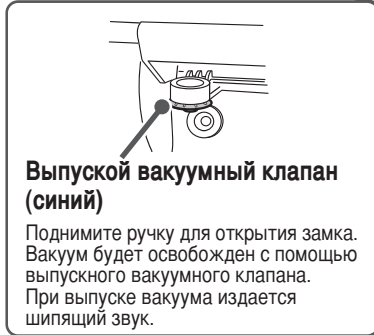 Выпуской вакуумный клапан
(синий)
Поднимите ручку для открытия замка.
Вакуум будет освобожден с помощью
выпускного вакуумного клапана.
При выпуске вакуума издается
шипящий звук.